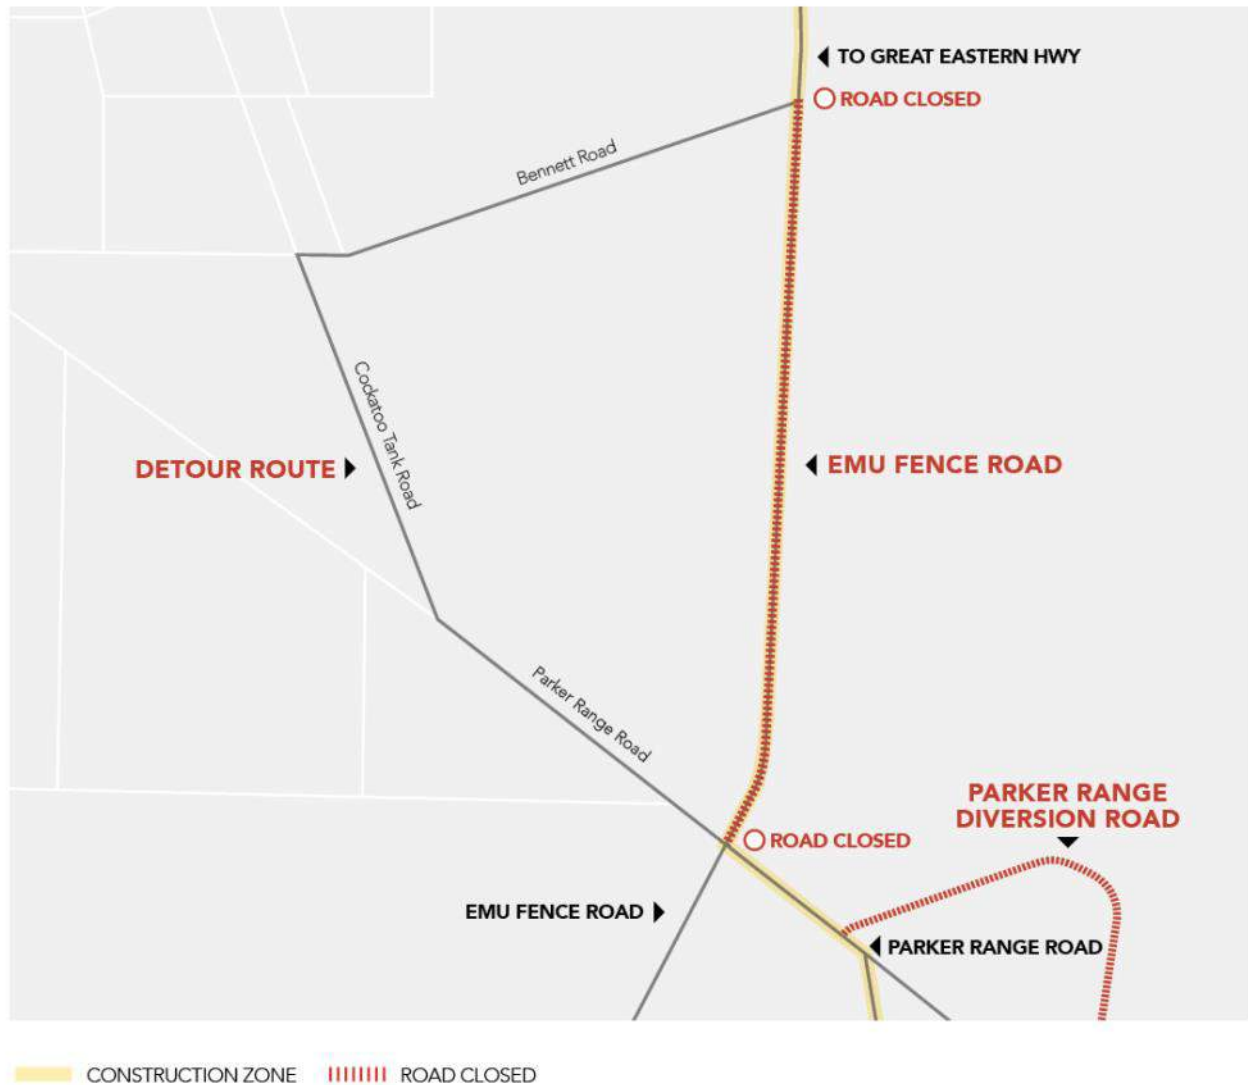 TO GREAT EASTERN HWY
ROAD CLOSED
Bennett Road
Cockatoo Tank Road
DETOUR ROUTE
EMU FENCE ROAD
Parker Range Road
PARKER RANGE
DIVERSION ROAD
ROAD CLOSED
EMU FENCE ROAD
PARKER RANGE ROAD
CONSTRUCTION ZONE
ROAD CLOSED